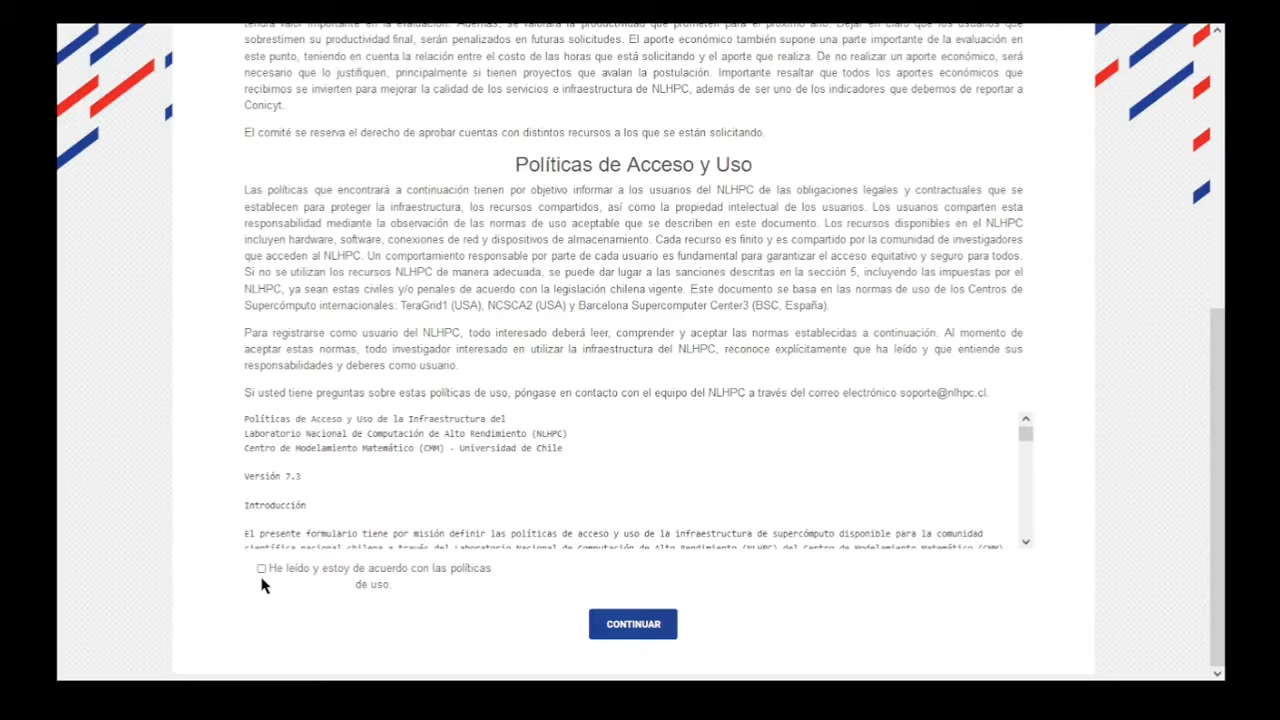 tendrá valor importante en la evaluación. Además, se valorará la productividad que prometen para el próximo año. Dejar en claro que los usuarios que
sobrestimen su productividad final, serán penalizados en futuras solicitudes. El aporte económico también supone una parte importante de la evaluación en
este punto, teniendo en cuenta la relación entre el costo de las horas que está solicitando y el aporte que realiza. De no realizar un aporte económico, será
necesario que lo justifiquen, principalmente si tienen proyectos que avalan la postulación. Importante resaltar que todos los aportes económicos que
recibimos se invierten para mejorar la calidad de los servicios e infraestructura de NLHPC, además de ser uno de los indicadores que debemos de reportar a
Conicyt.
El comité se reserva el derecho de aprobar cuentas con distintos recursos a los que se están solicitando.
Políticas de Acceso y Uso
Las políticas que encontrará a continuación tienen por objetivo informar a los usuarios del NLHPC de las obligaciones legales y contractuales que se
establecen para proteger la infraestructura, los recursos compartidos, así como la propiedad intelectual de los usuarios. Los usuarios comparten esta
responsabilidad mediante la observación de las normas de uso aceptable que se describen en este documento. Los recursos disponibles en el NLHPC
incluyen hardware, software, conexiones de red y dispositivos de almacenamiento. Cada recurso es finito y es compartido por la comunidad de investigadores
que acceden al NLHPC. Un comportamiento responsable por parte de cada usuario es fundamental para garantizar el acceso equitativo y seguro para todos.
Si no se utilizan los recursos NLHPC de manera adecuada, se puede dar lugar a las sanciones descritas en la sección 5, incluyendo las impuestas por el
NLHPC, ya sean estas civiles y/o penales de acuerdo con la legislación chilena vigente. Este documento se basa en las normas de uso de los Centros de
Supercómputo internacionales: TeraGrid1 (USA), NCSCA2 (USA) y Barcelona Supercomputer Center3 (BSC, España).
Para registrarse como usuario del NLHPC, todo interesado deberá leer, comprender y aceptar las normas establecidas a continuación. Al momento de
aceptar estas normas, todo investigador interesado en utilizar la infraestructura del NLHPC, reconoce explícitamente que ha leído y que entiende sus
responsabilidades y deberes como usuario.
Si usted tiene preguntas sobre estas políticas de uso, póngase en contacto con el equipo del NLHPC a través del correo electrónico soporte@nlhpc.cl.
Políticas de Acceso y Uso de la Infraestructura del
Laboratorio Nacional de Computación de Alto Rendimiento (NLHPC)
Centro de Modelamiento Matemático (CMM) - Universidad de Chile
Versión 7.3
Introducción
El presente formulario tiene por misión definir las políticas de acceso y uso de la infraestructura de supercómputo disponible para la comunidad
científica nacional chilena a través del Laboratorio Nacional de Computación de Alto Rendimiento (NLHPC) del Centro de Modelamiento Matemático (CMM)
He leído y estoy de acuerdo con las políticas
de uso.
CONTINUAR